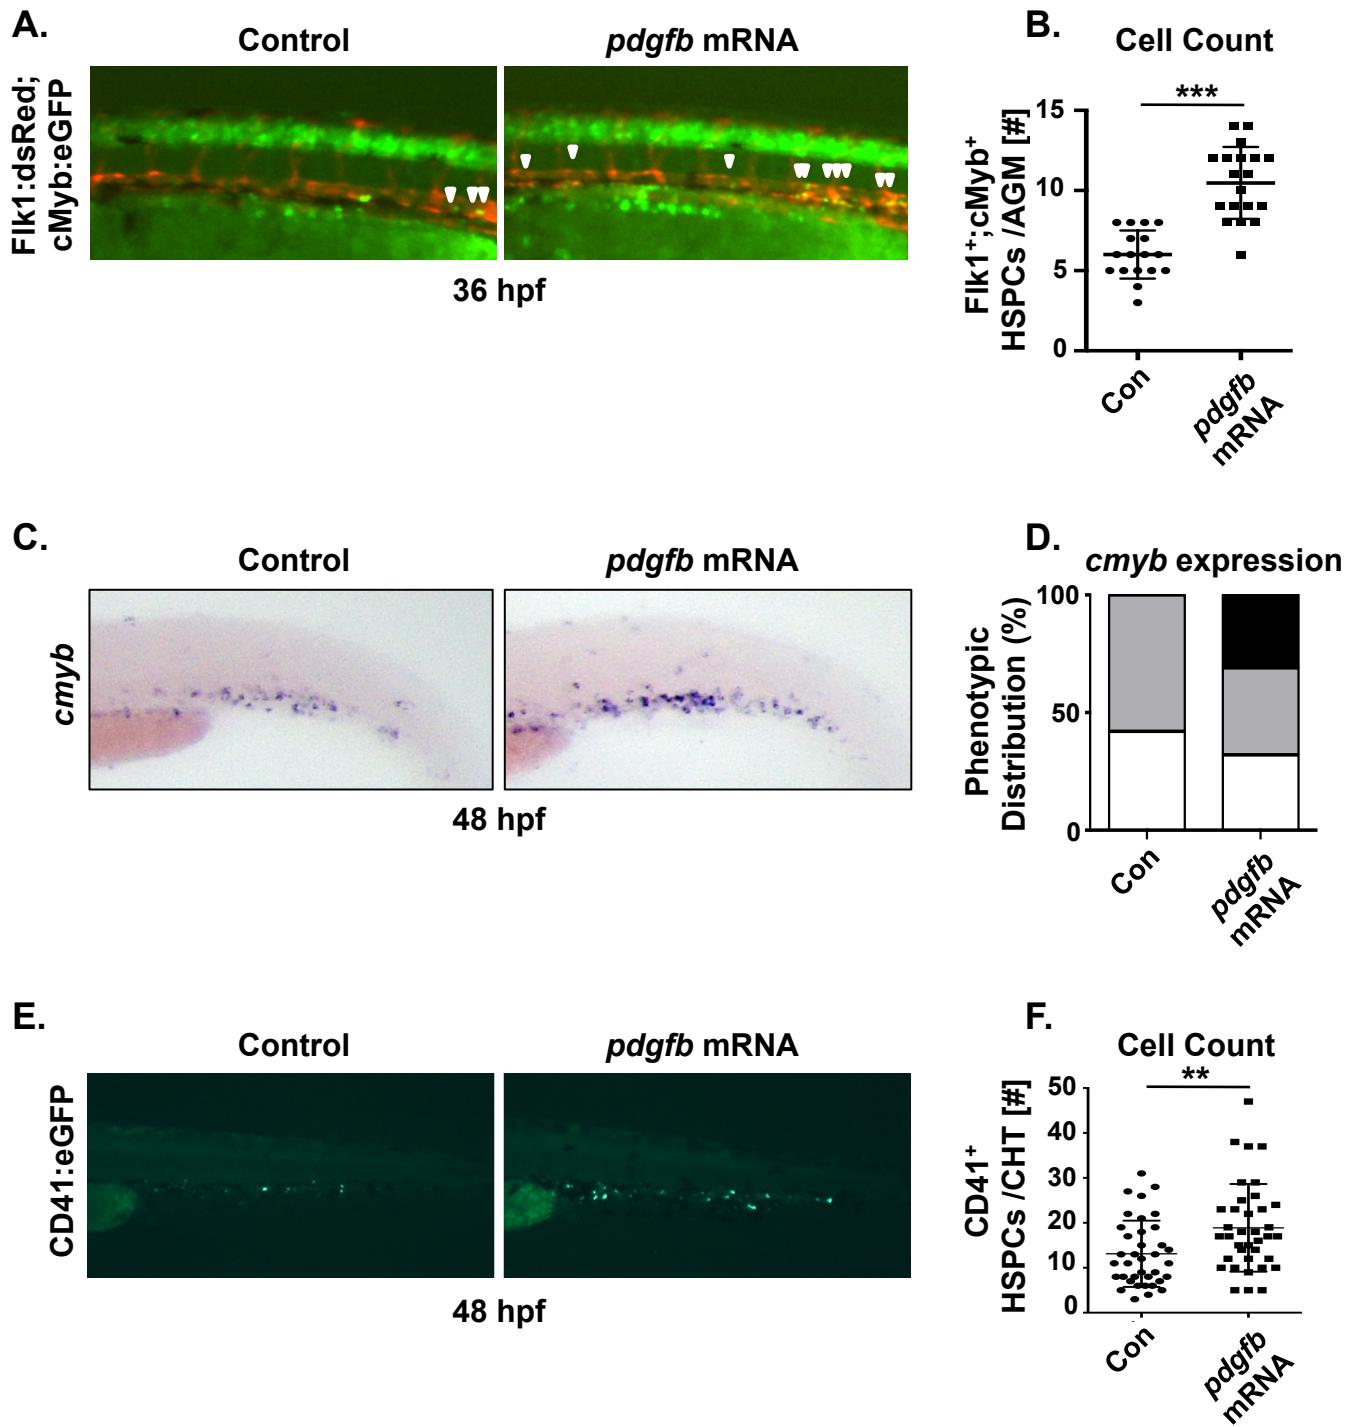 A.
Control
pdgfb mRNA
Flk1:dsRed;
cMyb:eGFP
36 hpf
B.
Cell Count
***
Flk1+;cMyb+
HSPCs /AGM [#]
15
10
5
0
Con
pdgfb
mRNA
C.
Control
pdgfb mRNA
cmyb
48 hpf
D.
cmyb expression
Phenotypic
Distribution (%)
100
50
0
Con
pdgfb
mRNA
E.
Control
pdgfb mRNA
CD41:eGFP
48 hpf
F.
Cell Count
**
CD41+
HSPCs /CHT [#]
50
40
30
20
10
0
Con
pdgfb
mRNA